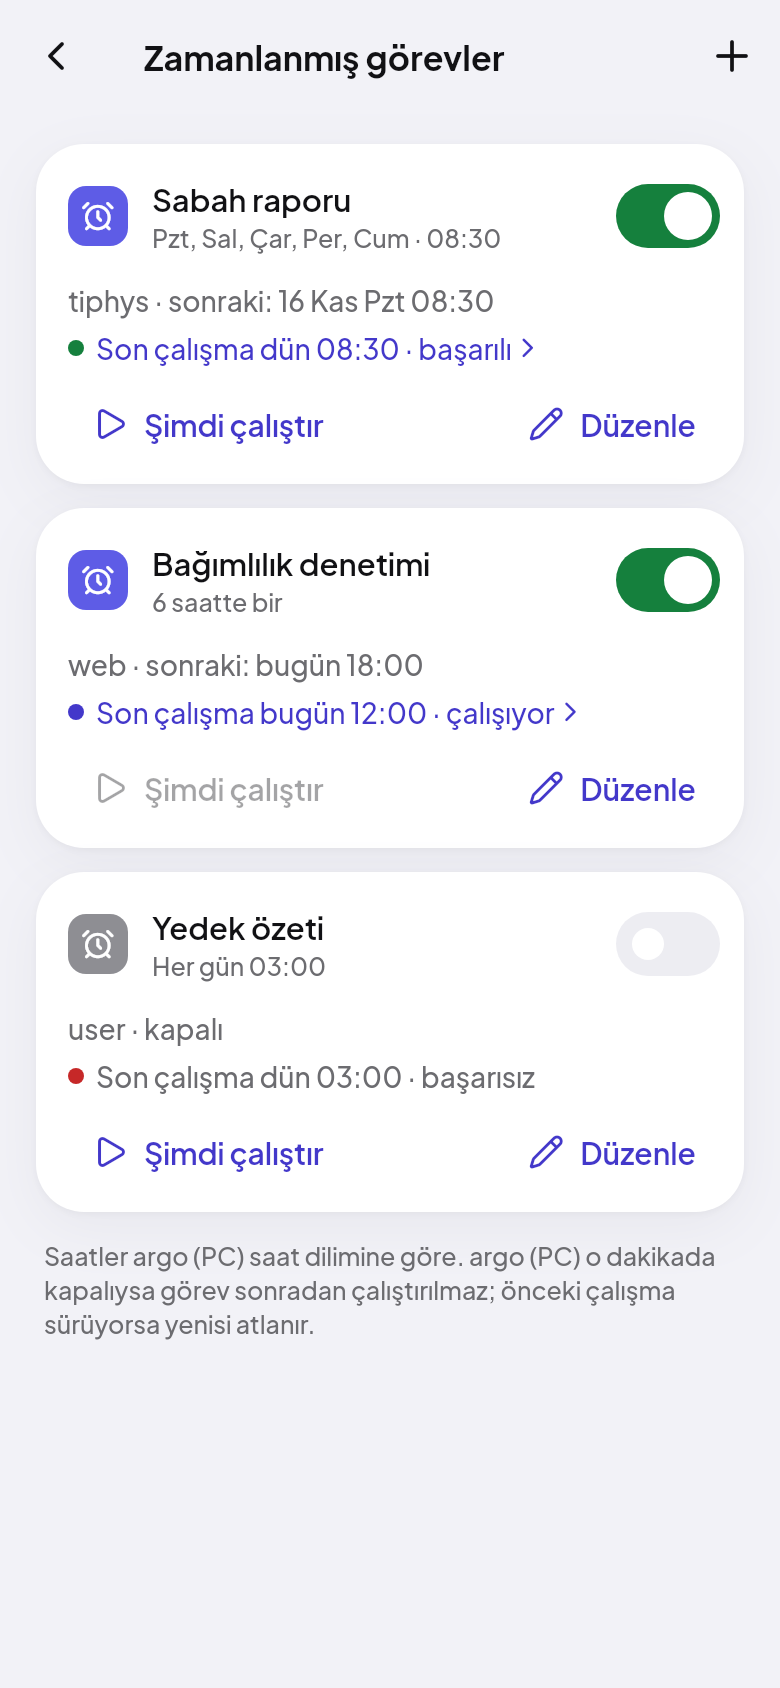 Zamanlanmış görevler
Sabah raporu
Pzt, Sal, Çar, Per, Cum · 08:30
tiphys · sonraki: 16 Kas Pzt 08:30
Son çalışma dün 08:30 · başarılı
Şimdi çalıştır
Düzenle
Bağımlılık denetimi
6 saatte bir
web · sonraki: bugün 18:00
Son çalışma bugün 12:00 · çalışıyor
Şimdi çalıştır
Düzenle
Yedek özeti
Her gün 03:00
user · kapalı
Son çalışma dün 03:00 · başarısız
Şimdi çalıştır
Düzenle
Saatler argo (PC) saat dilimine göre. argo (PC) o dakikada
kapalıysa görev sonradan çalıştırılmaz; önceki çalışma
sürüyorsa yenisi atlanır.